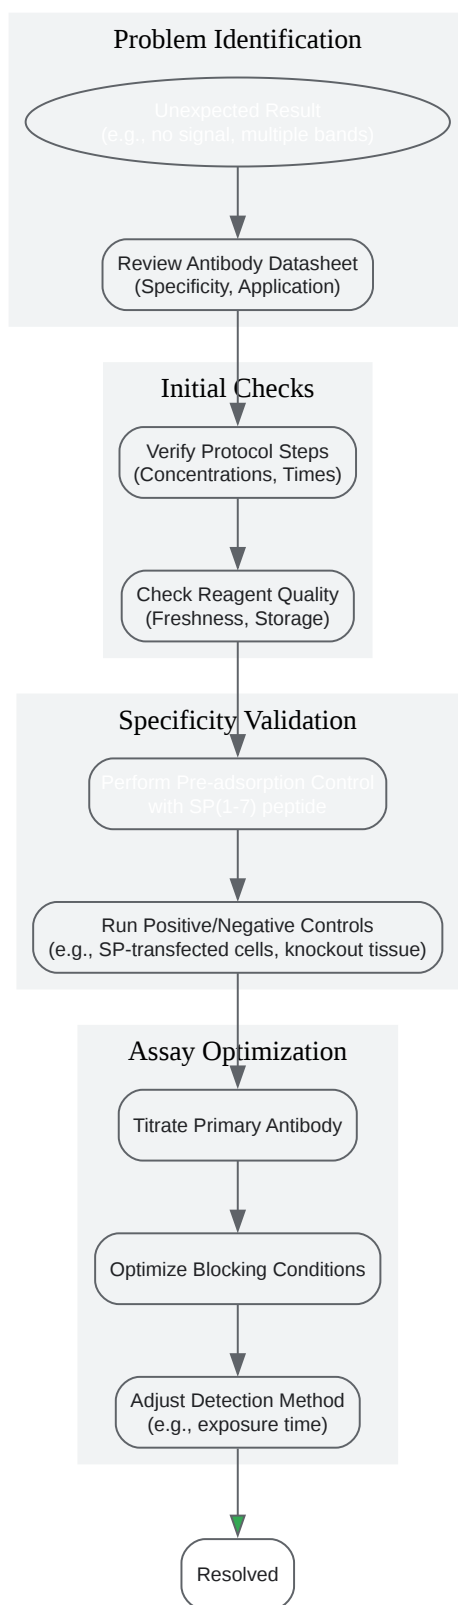 Problem Identification
Unexpected Result
(e.g., no signal, multiple bands)
Review Antibody Datasheet
(Specificity, Application)
Initial Checks
Verify Protocol Steps
(Concentrations, Times)
Check Reagent Quality
(Freshness, Storage)
Specificity Validation
Perform Pre-adsorption Control
with SP(1-7) peptide
Run Positive/Negative Controls
(e.g., SP-transfected cells, knockout tissue)
Assay Optimization
Titrate Primary Antibody
Optimize Blocking Conditions
Adjust Detection Method
(e.g., exposure time)
Resolved